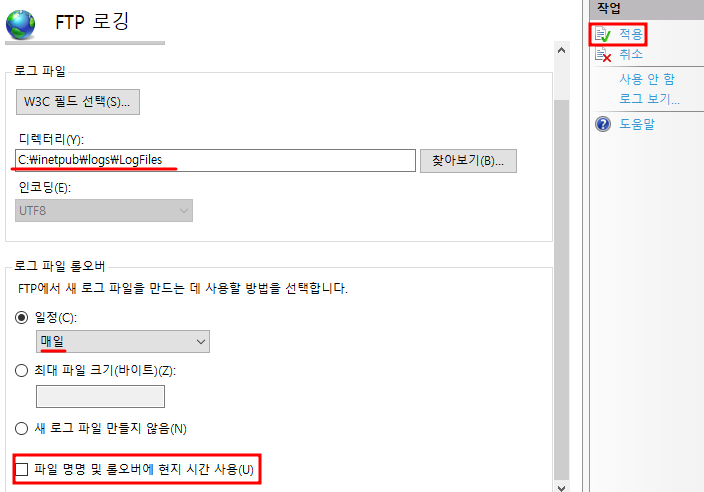 FTP 로깅
로그 파일
W3C 필드 선택(S)...
디렉터리(Y):
C:₩inetpub₩logs₩LogFiles
찾아보기(B)...
인코딩(E):
UTF8
로그 파일 롤오버
FTP에서 새 로그 파일을 만드는 데 사용할 방법을 선택합니다.
일정(C):
매일
최대 파일 크기(바이트)(Z):
새 로그 파일 만들지 않음(N)
파일 명명 및 롤오버에 현지 시간 사용(U)
작업
적용
취소
사용 안 함
로그 보기...
도움말